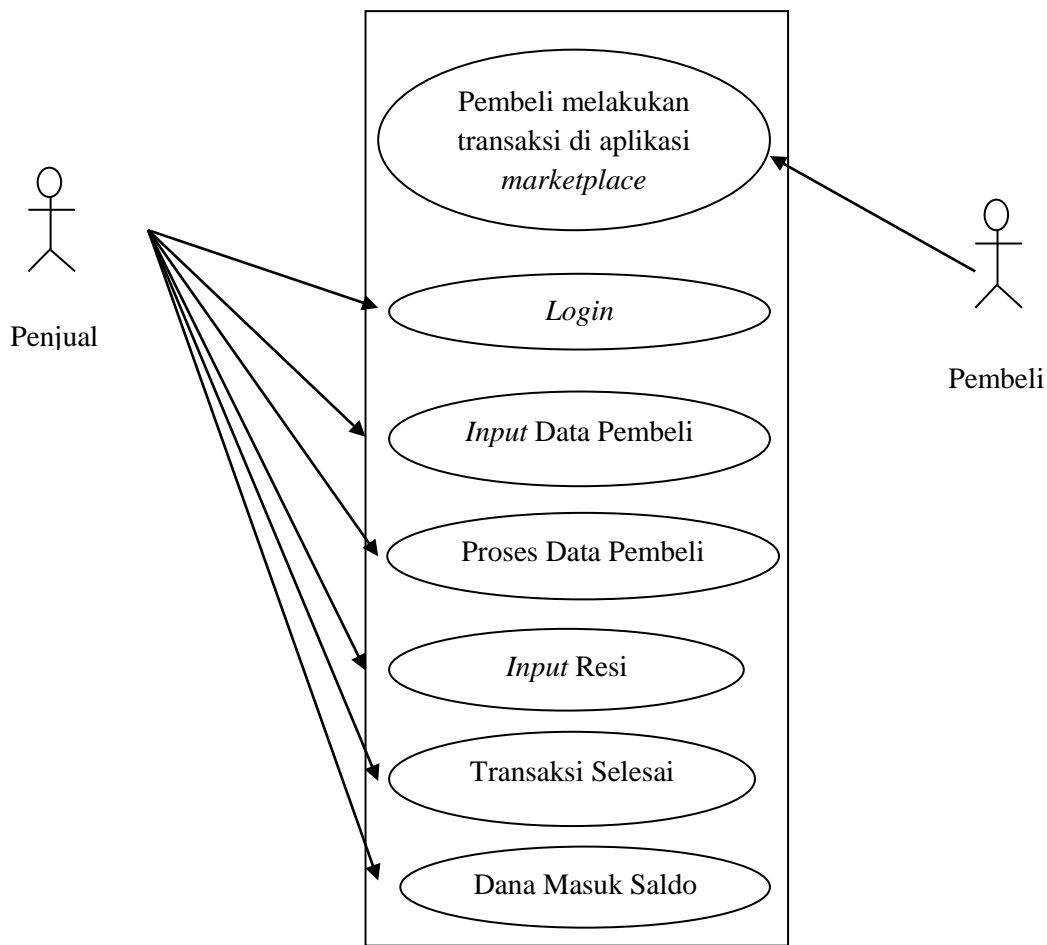 Pembeli melakukan
transaksi di aplikasi
marketplace
Penjual
Login
Pembeli
Input Data Pembeli
Proses Data Pembeli
Input Resi
Transaksi Selesai
Dana Masuk Saldo